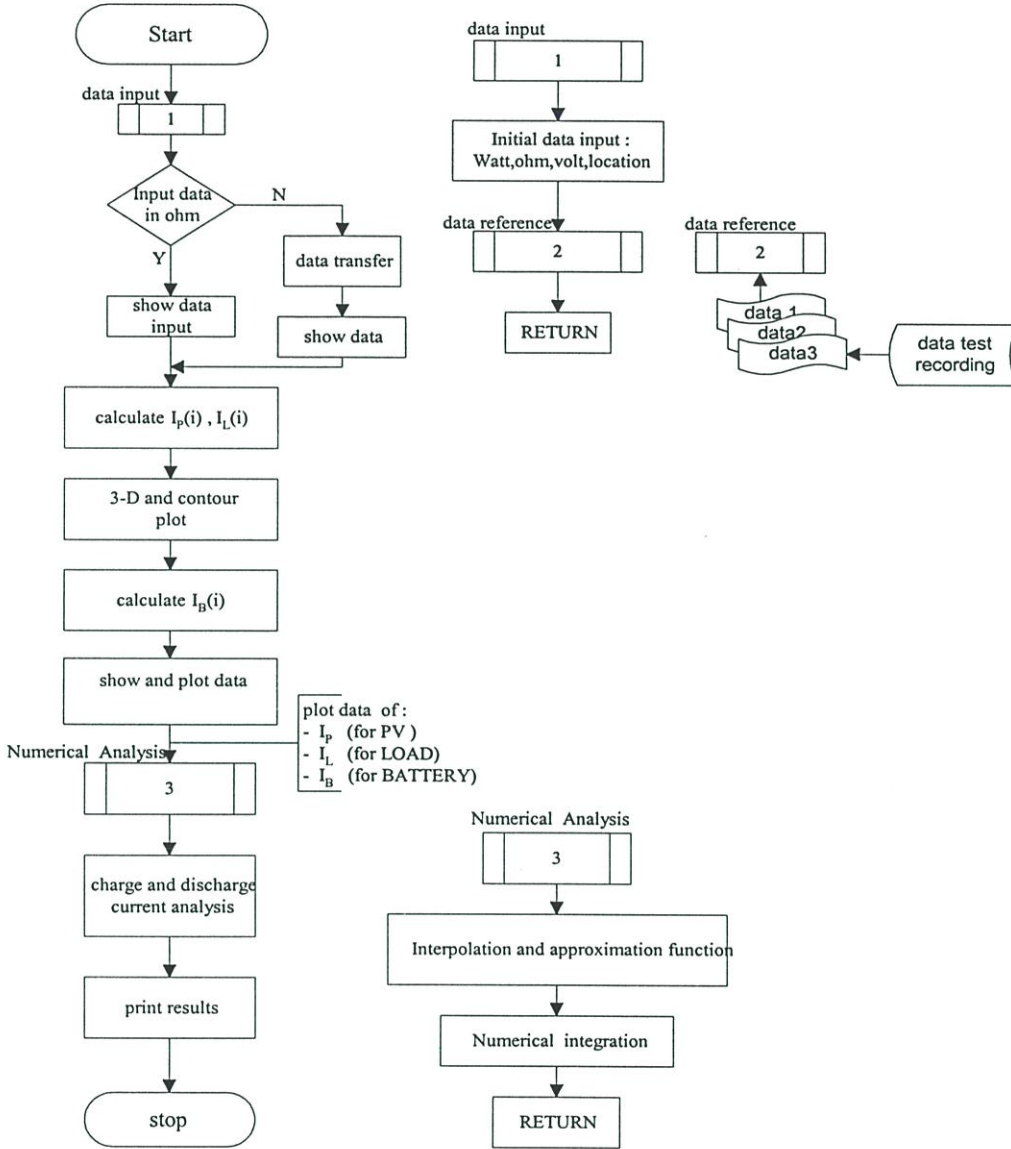 Start
data input
1
Input data
in ohm
N
Y
data transfer
show data
input
show data
calculate I_P(i) , I_L(i)
3-D and contour
plot
calculate I_B(i)
show and plot data
plot data of :
- I_P (for PV )
- I_L (for LOAD)
- I_B (for BATTERY)
Numerical Analysis
3
charge and discharge
current analysis
print results
stop
data input
1
Initial data input :
Watt,ohm,volt,location
data reference
2
RETURN
data reference
2
data 1
data2
data3
data test
recording
Numerical Analysis
3
Interpolation and approximation function
Numerical integration
RETURN